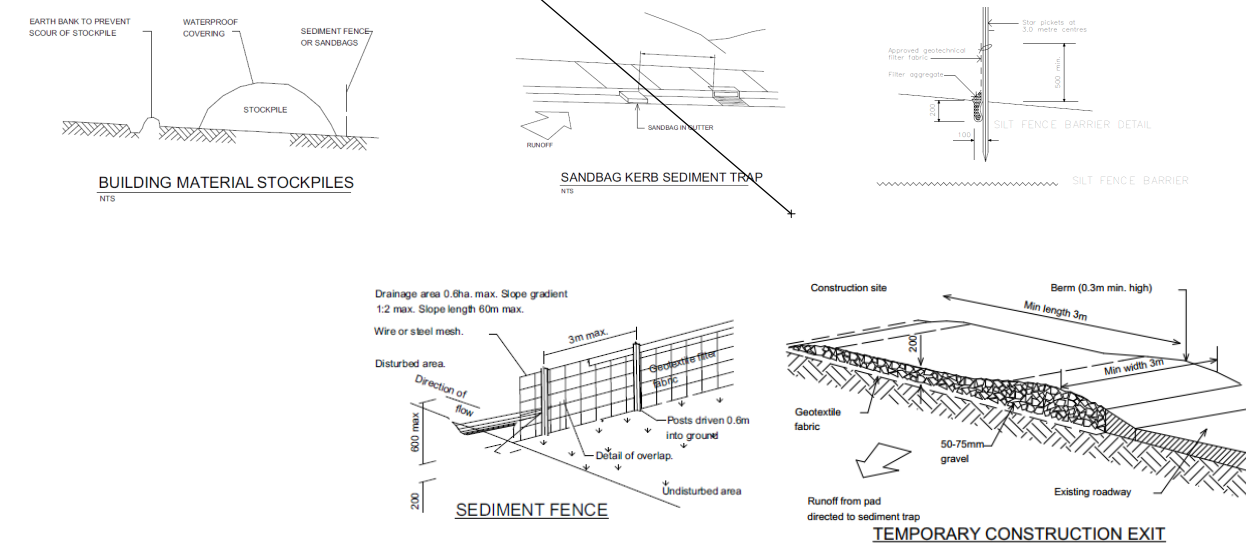 EARTH BANK TO PREVENT
SCOUR OF STOCKPILE
WATERPROOF
COVERING
SEDIMENT FENCE
OR SANDBAGS
STOCKPILE
BUILDING MATERIAL STOCKPILES
NTS
SANDBAG IN GUTTER
RUNOFF
SANDBAG KERB SEDIMENT TRAP
NTS
Star pickets at
3.0 metre centres
Approved geotechnical
filter fabric
Filter aggregate
500 min.
200
100
SILT FENCE BARRIER DETAIL
SILT FENCE BARRIER
Drainage area 0.6ha. max. Slope gradient
1:2 max. Slope length 60m max.
Wire or steel mesh.
3m max.
Disturbed area.
Geotextile filter
fabric
Direction of
flow
Posts driven 0.6m
into ground
600 max
Detail of overlap.
Undisturbed area
200
SEDIMENT FENCE
Construction site
Berm (0.3m min. high)
Min length 3m
200
Min width 3m
Geotextile
fabric
50-75mm
gravel
Existing roadway
Runoff from pad
directed to sediment trap
TEMPORARY CONSTRUCTION EXIT